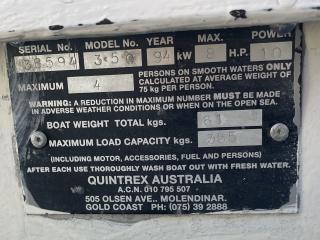 SERIAL No. MODEL No. YEAR MAX POWER
350 94 kW 8 H.P. 10
MAXIMUM 4 PERSONS ON SMOOTH WATERS ONLY
CALCULATED AT AVERAGE WEIGHT OF
75 kg PER PERSON.
WARNING: A REDUCTION IN MAXIMUM NUMBER MUST BE MADE
IN ADVERSE WEATHER CONDITIONS OR WHEN ON THE OPEN SEA.
BOAT WEIGHT TOTAL kgs.
MAXIMUM LOAD CAPACITY kgs.
(INCLUDING MOTOR, ACCESSORIES, FUEL AND PERSONS)
AFTER EACH USE THOROUGHLY WASH BOAT OUT WITH FRESH WATER.
QUINTREX AUSTRALIA
A.C.N. 010 795 507
505 OLSEN AVE., MOLENDINAR.
GOLD COAST PH: (075) 39 2888